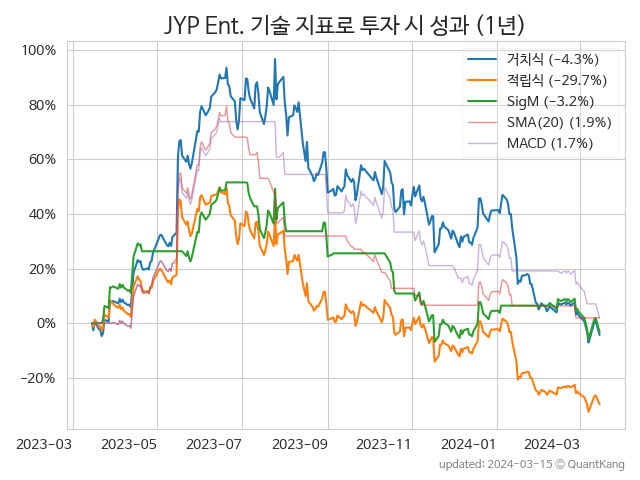 JYP Ent. 기술 지표로 투자 시 성과 (1년)
100%
80%
60%
40%
20%
0%
−20%
거치식 (−4.3%)
적립식 (−29.7%)
SigM (−3.2%)
SMA(20) (1.9%)
MACD (1.7%)
2023−03
2023−05
2023−07
2023−09
2023−11
2024−01
2024−03
updated: 2024−03−15 © QuantKang